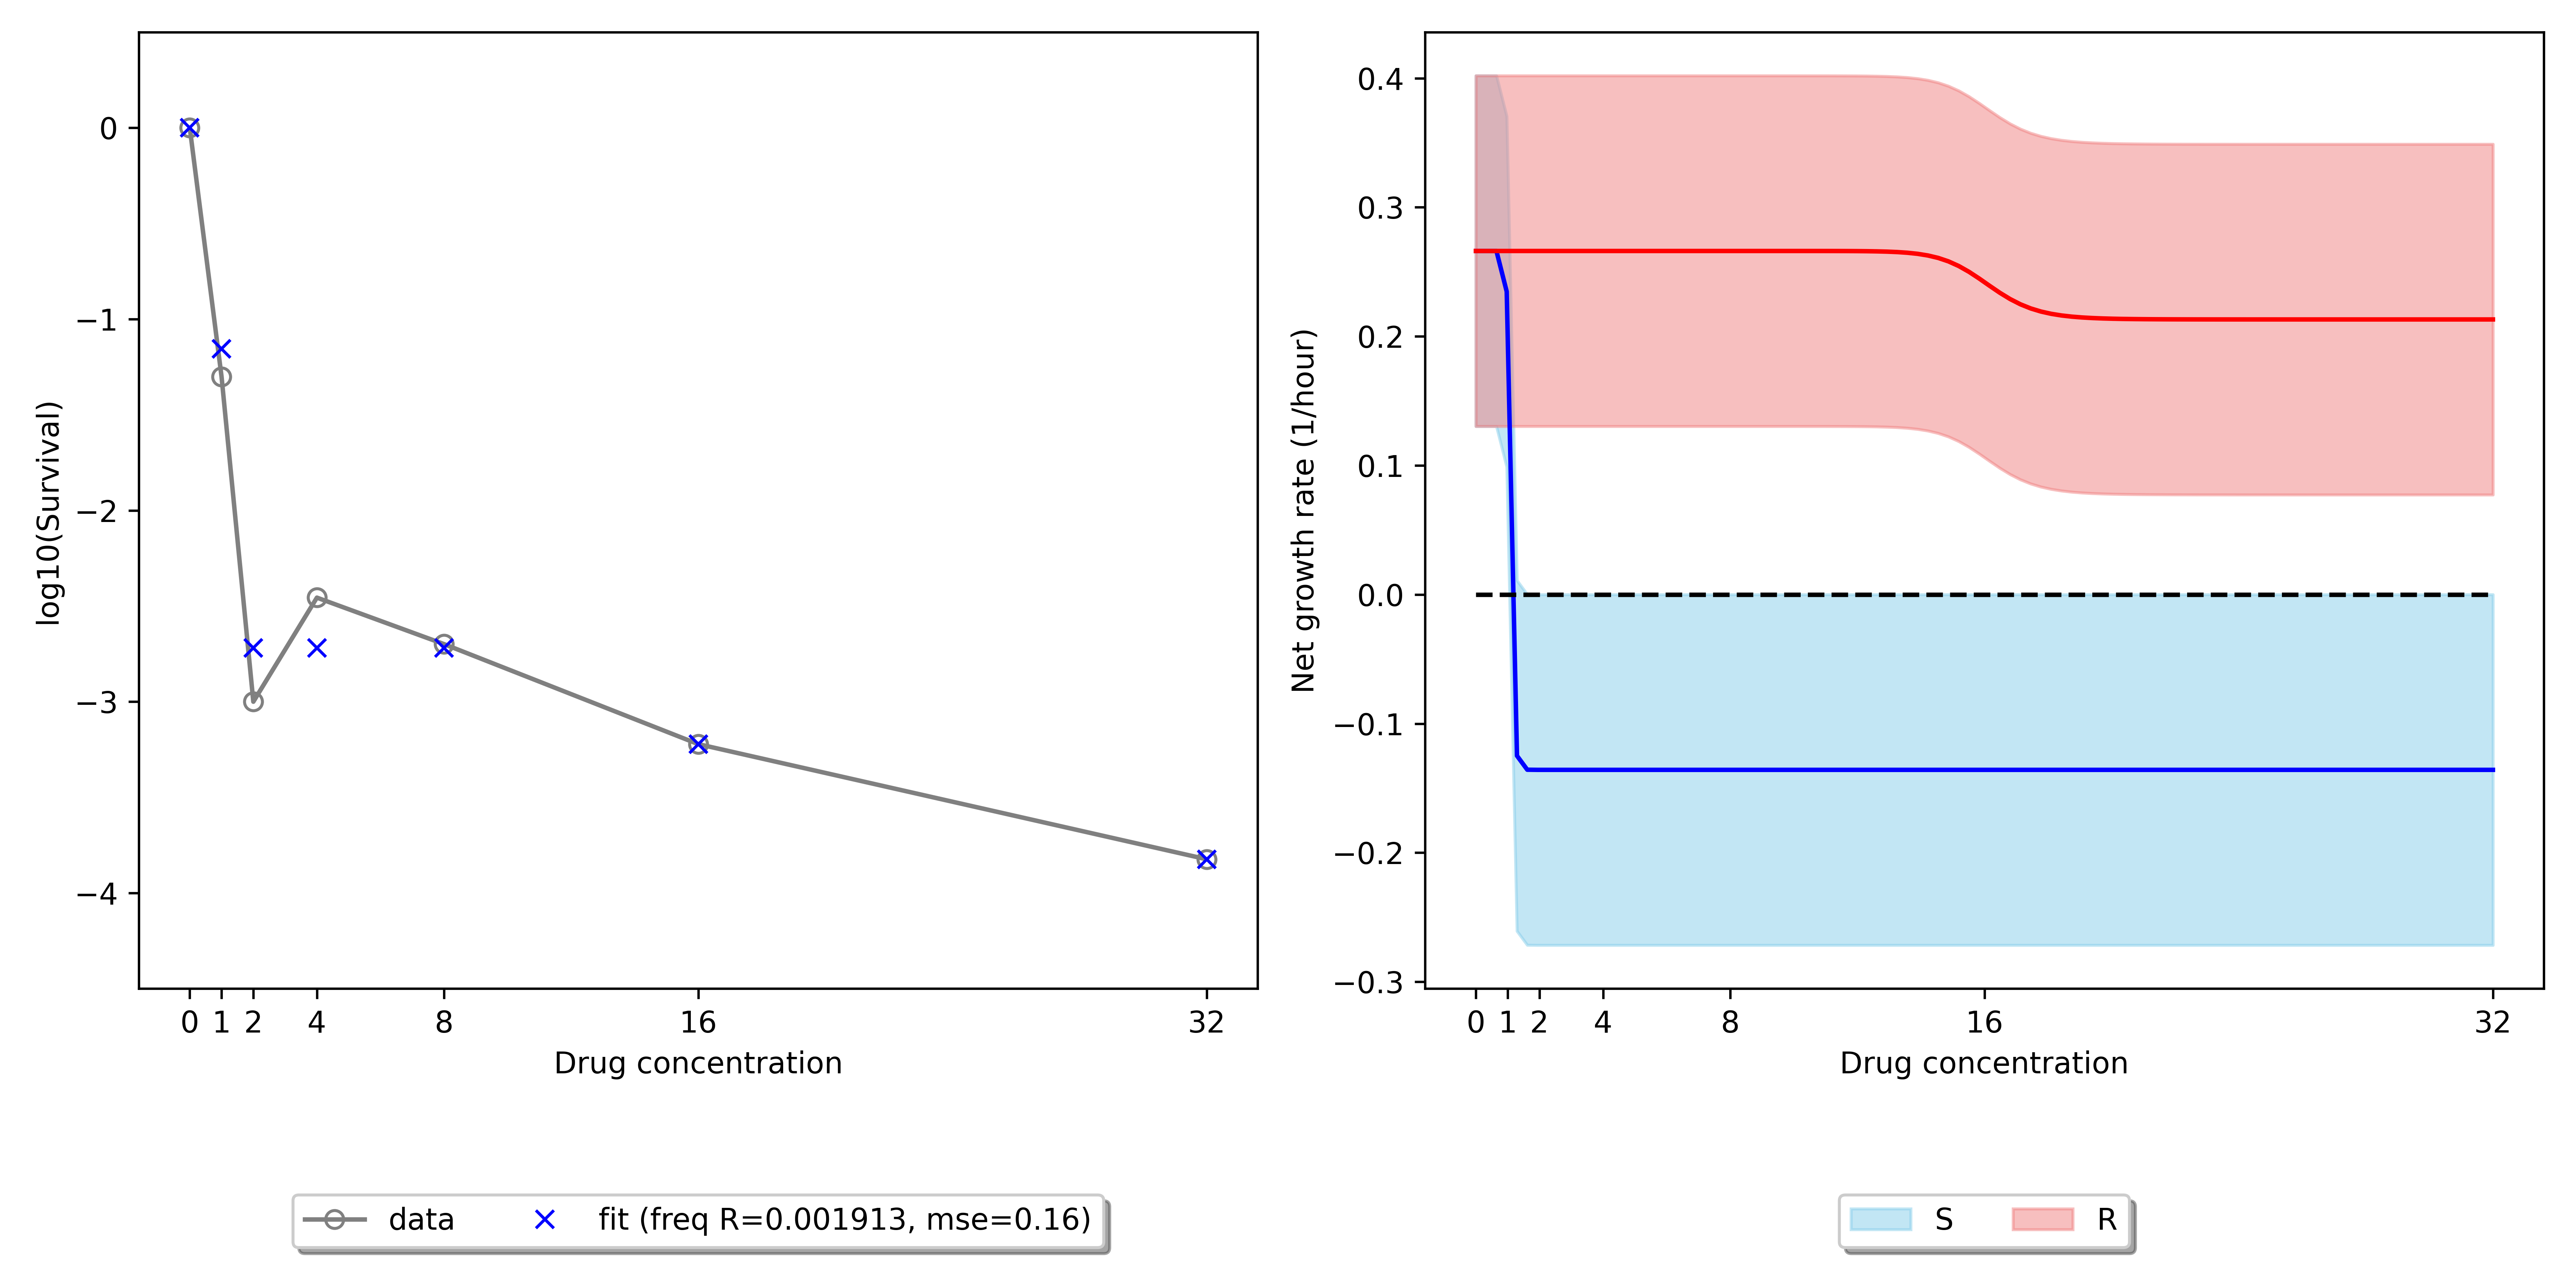 0
−1
−2
−3
−4
log10(Survival)
0 1 2 4 8 16 32
Drug concentration
data fit (freq R=0.001913, mse=0.16)
0.4
0.3
0.2
0.1
0.0
−0.1
−0.2
−0.3
Net growth rate (1/hour)
0 1 2 4 8 16 32
Drug concentration
S R